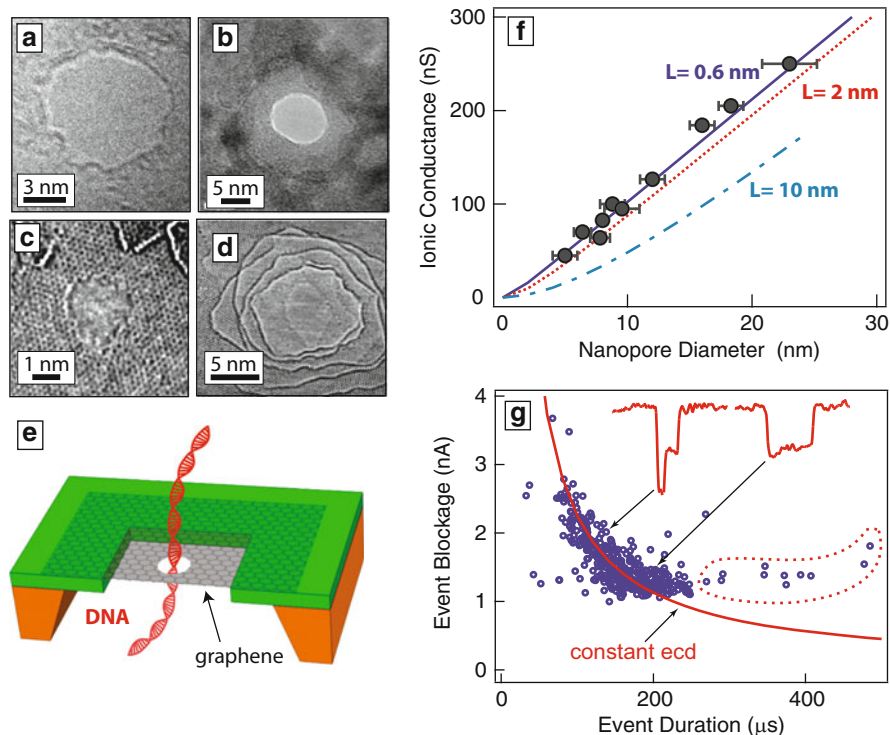 a
3 nm
b
5 nm
c
1 nm
d
5 nm
e
DNA
graphene
f
Ionic Conductance (nS)
300
200
100
0
L= 0.6 nm
L= 2 nm
L= 10 nm
0
10
20
30
Nanopore Diameter (nm)
g
Event Blockage (nA)
4
3
2
1
0
constant ecd
0
200
400
Event Duration (μs)